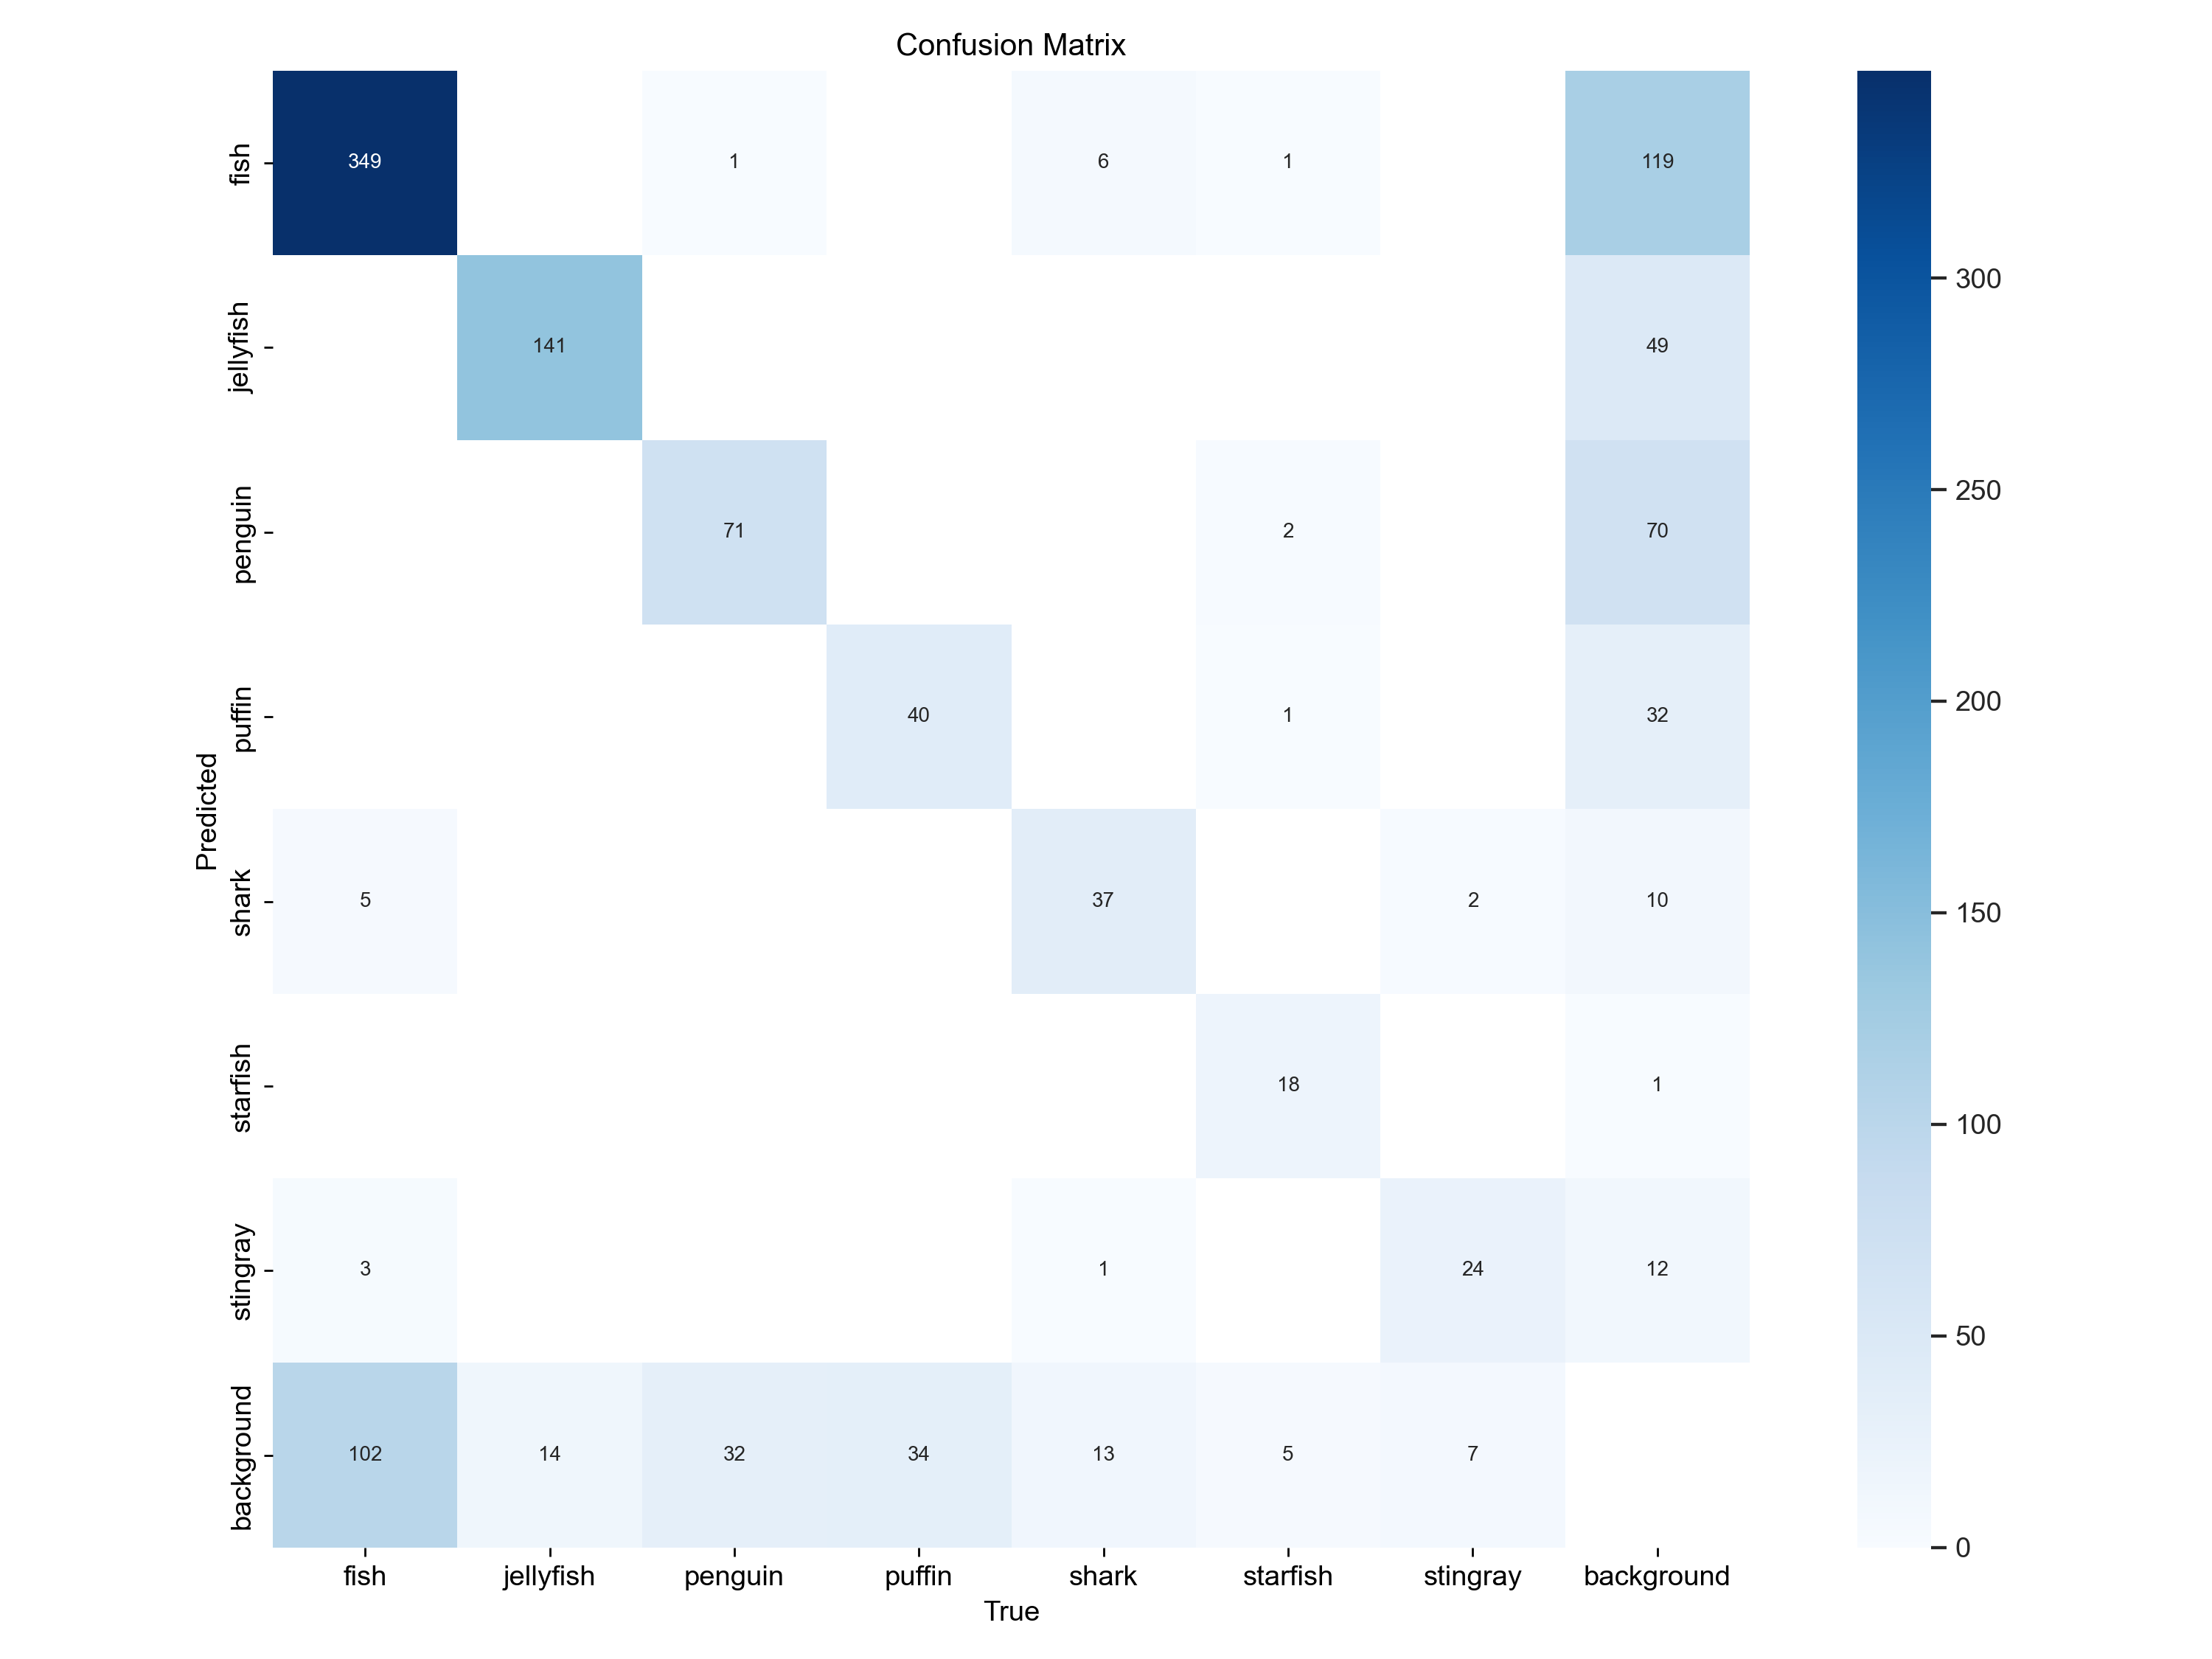 Confusion Matrix
fish 349 1 6 1 119
jellyfish 141 49
penguin 71 2 70
puffin 40 1 32
shark 5 37 2 10
starfish 18 1
stingray 3 1 24 12
background 102 14 32 34 13 5 7
fish jellyfish penguin puffin shark starfish stingray background
True
Predicted
300
250
200
150
100
50
0